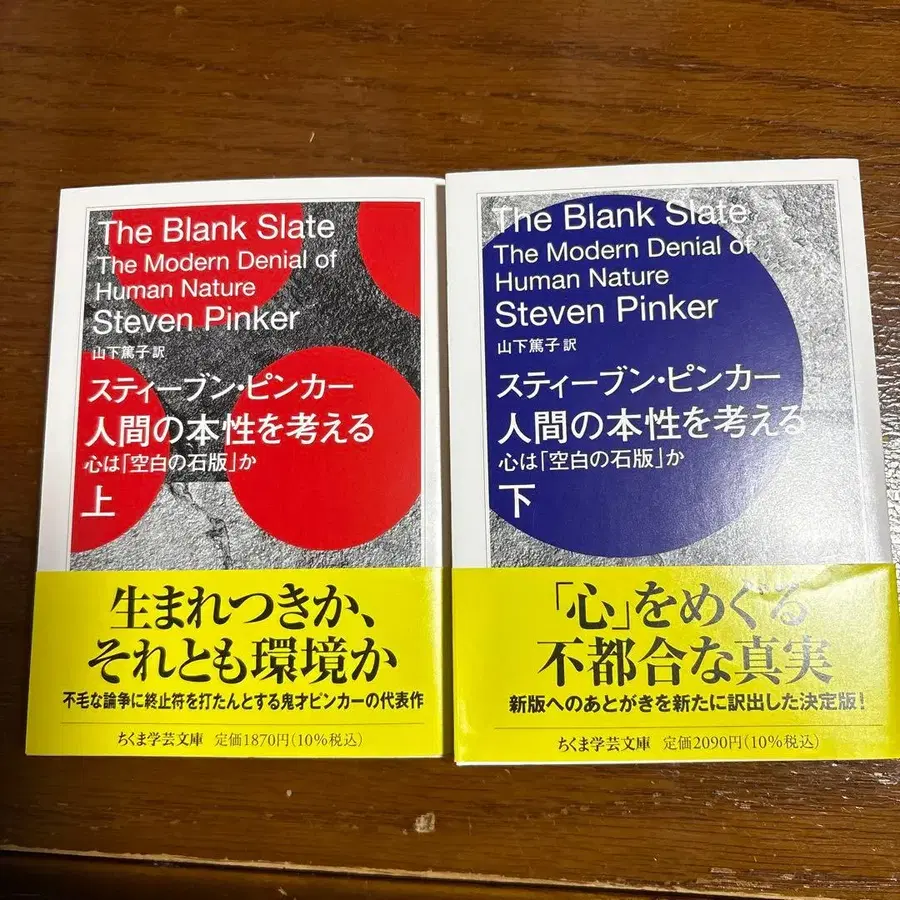 The Blank Slate
The Modern Denial of
Human Nature
Steven Pinker
山下篤子 訳
スティーブン・ピンカー
人間の本性を考える
心は「空白の石版」か
上
生まれつきか、
それとも環境か
不毛な論争に終止符を打たんとする鬼才ピンカーの代表作
ちくま学芸文庫 定価1870円(10%税込)
The Blank Slate
The Modern Denial of
Human Nature
Steven Pinker
山下篤子 訳
スティーブン・ピンカー
人間の本性を考える
心は「空白の石版」か
下
「心」をめぐる
不都合な真実
新版へのあとがきを新たに訳出した決定版!
ちくま学芸文庫 定価2090円(10%税込)